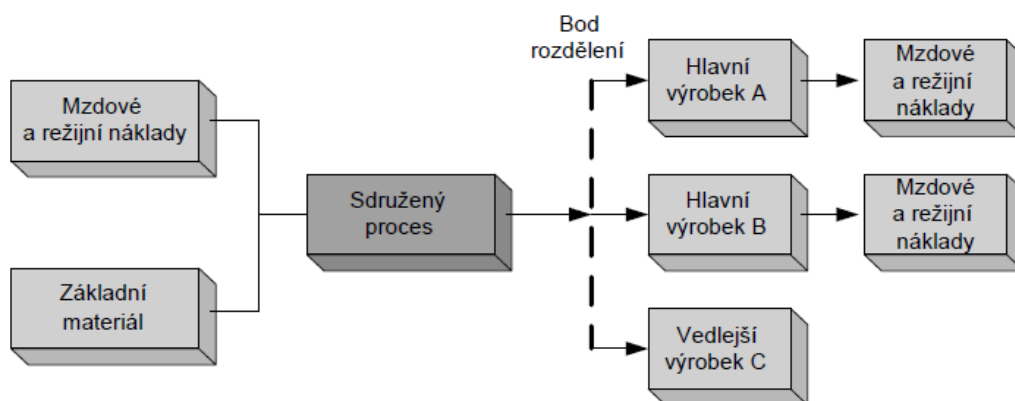 Mzdové
a režijní náklady
Základní
materiál
Sdružený
proces
Bod
rozdělení
Hlavní
výrobek A
Mzdové
a režijní
náklady
Hlavní
výrobek B
Mzdové
a režijní
náklady
Vedlejší
výrobek C